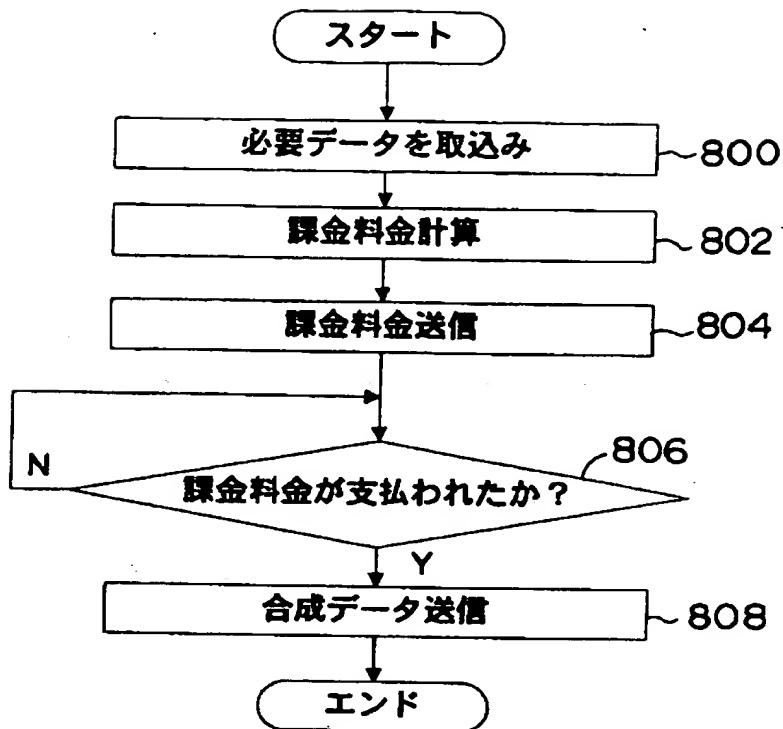 スタート
必要データを取込み
800
課金料金計算
802
課金料金送信
804
806
N
課金料金が支払われたか？
Y
合成データ送信
808
エンド